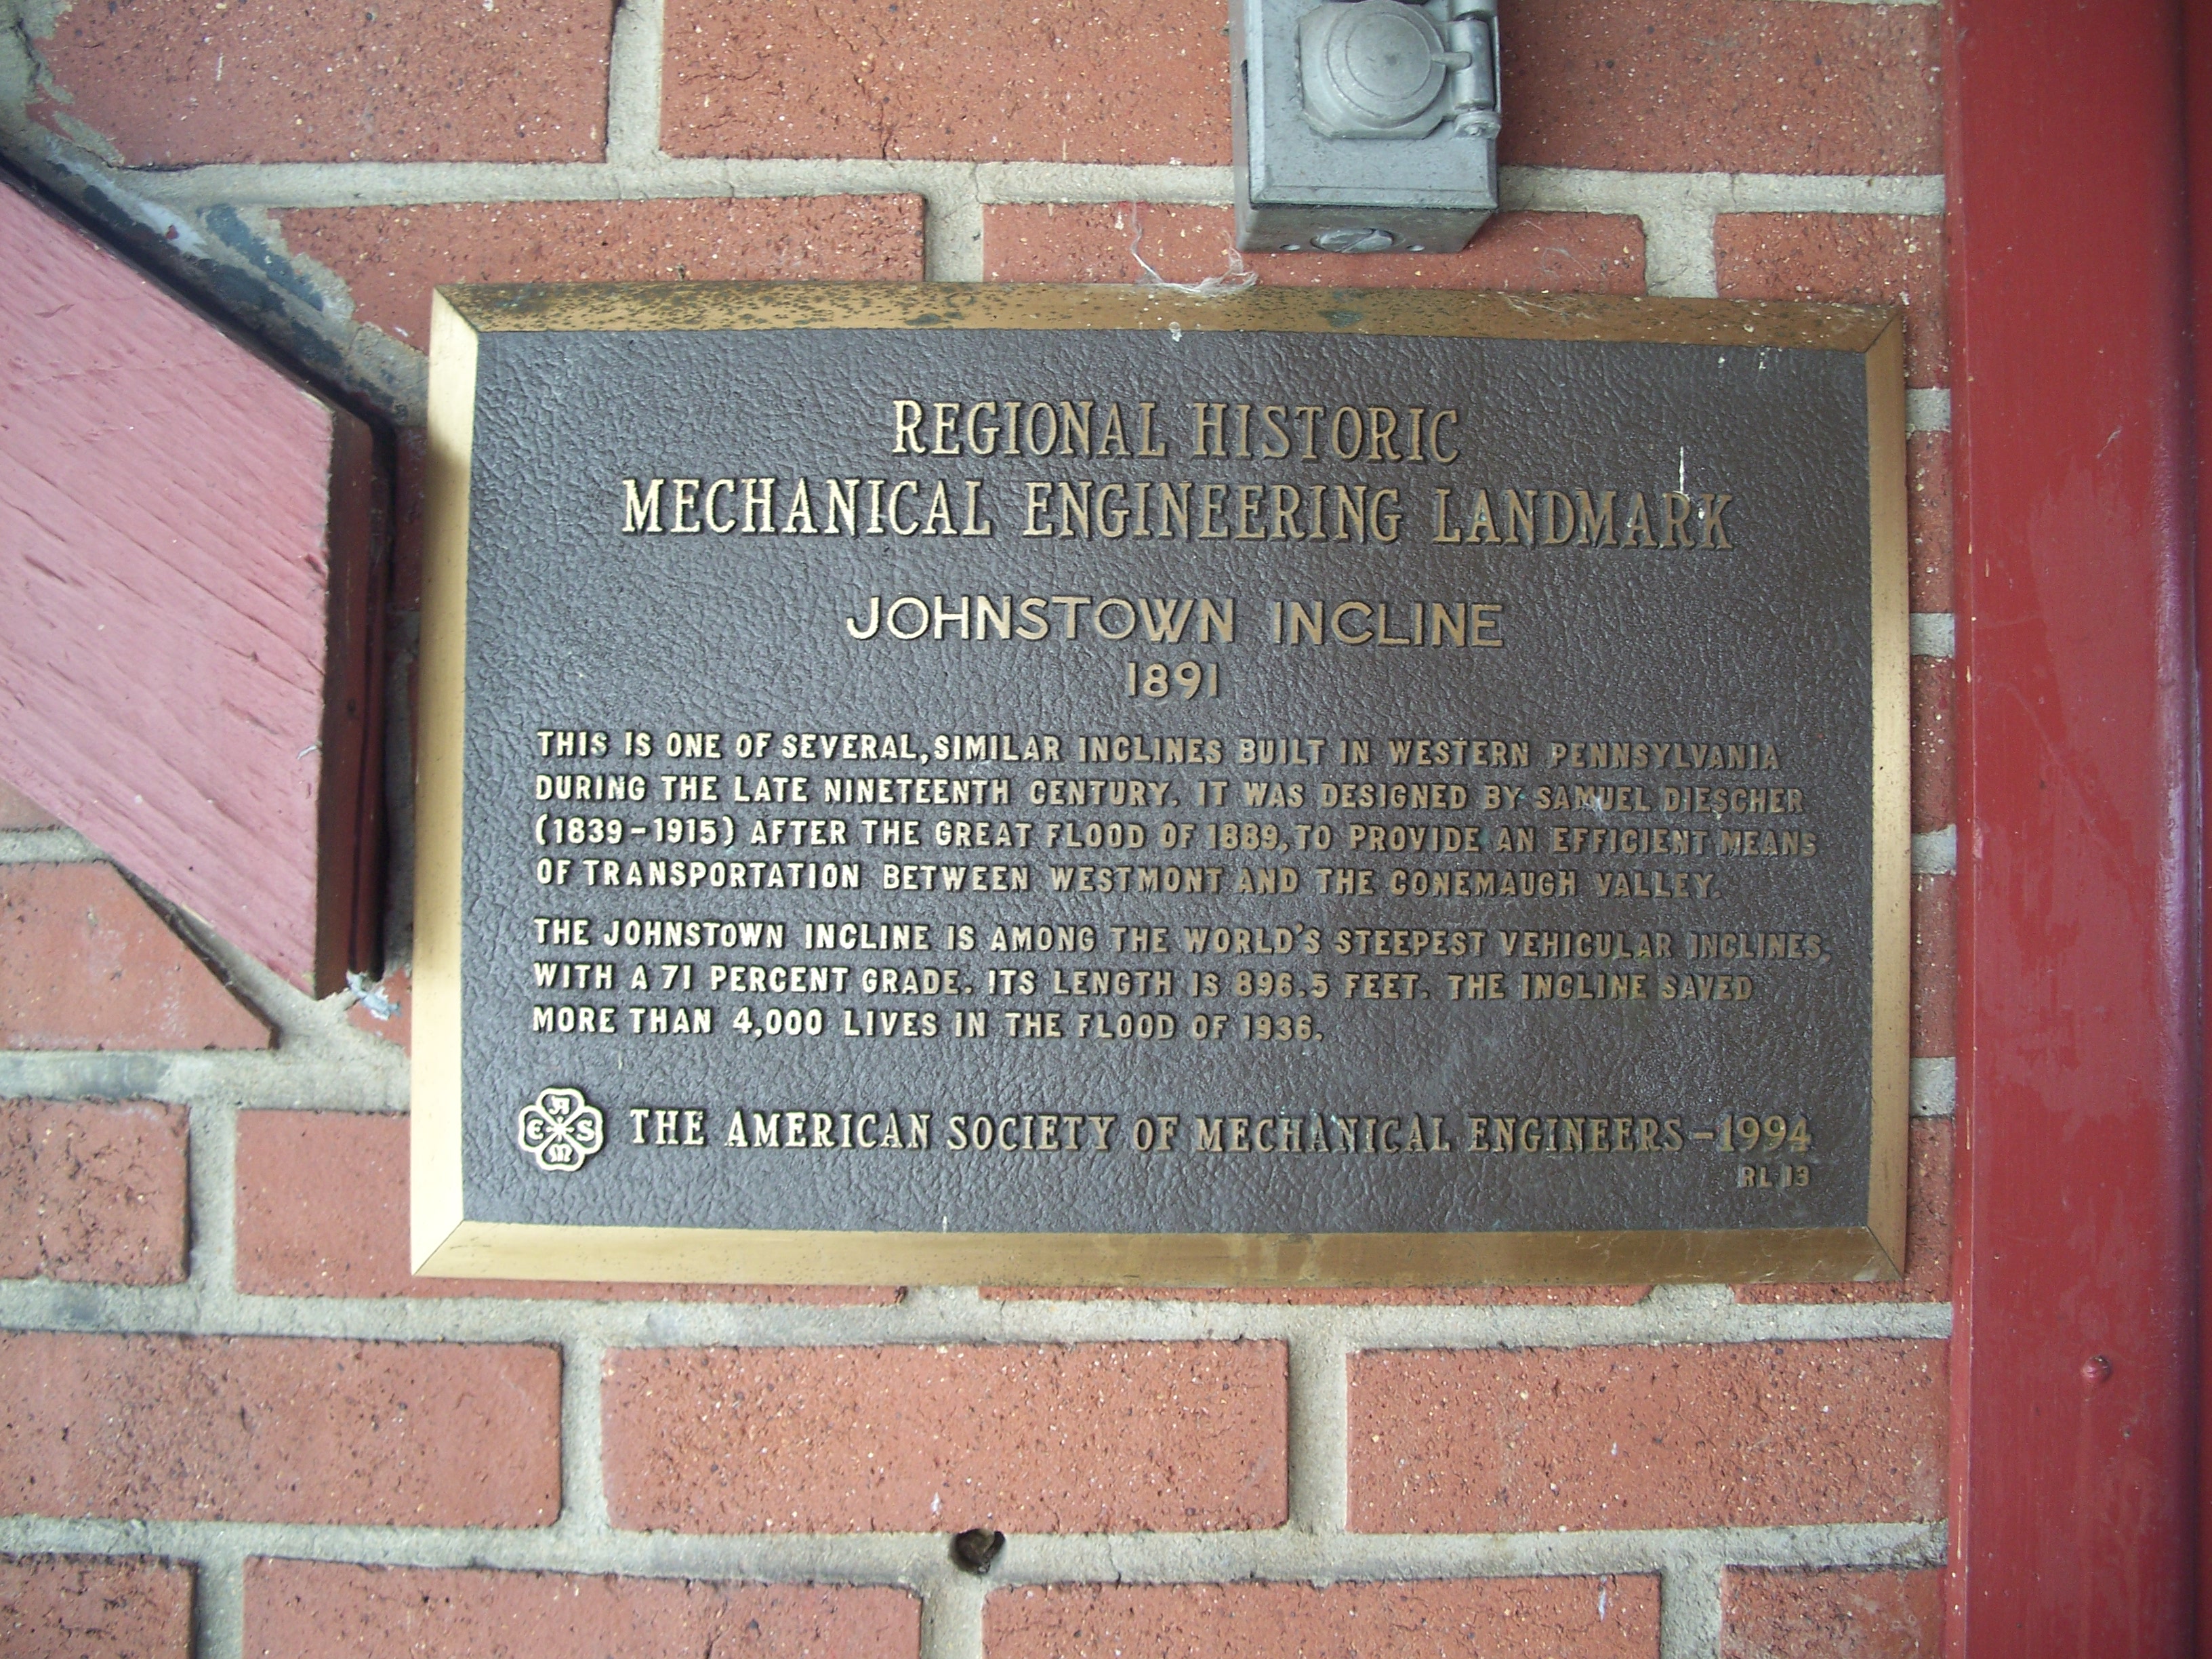 REGIONAL HISTORIC
MECHANICAL ENGINEERING LANDMARK
JOHNSTOWN INCLINE
1891
THIS IS ONE OF SEVERAL, SIMILAR INCLINES BUILT IN WESTERN PENNSYLVANIA
DURING THE LATE NINETEENTH CENTURY. IT WAS DESIGNED BY SAMUEL DIESCHER
(1839-1915) AFTER THE GREAT FLOOD OF 1889, TO PROVIDE AN EFFICIENT MEANS
OF TRANSPORTATION BETWEEN WESTMONT AND THE CONEMAUGH VALLEY.
THE JOHNSTOWN INCLINE IS AMONG THE WORLD'S STEEPEST VEHICULAR INCLINES,
WITH A 71 PERCENT GRADE. ITS LENGTH IS 896.5 FEET. THE INCLINE SAVED
MORE THAN 4,000 LIVES IN THE FLOOD OF 1936.
A S M E
THE AMERICAN SOCIETY OF MECHANICAL ENGINEERS-1994
RL 13